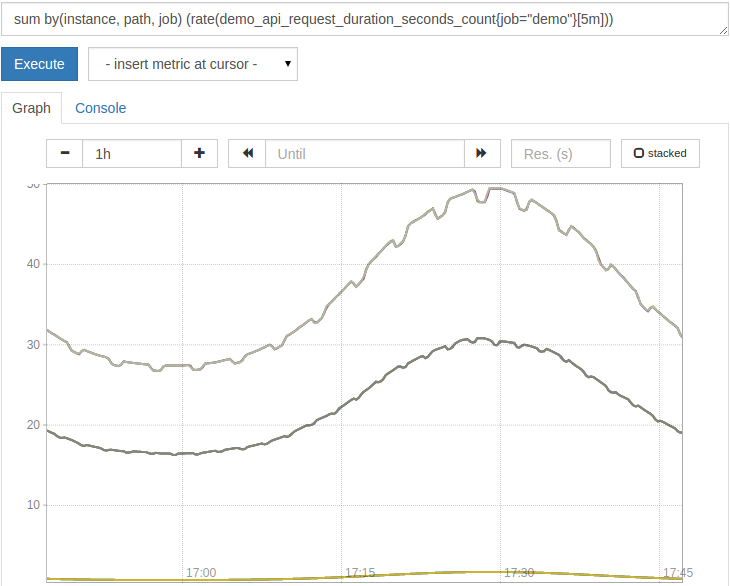 sum by(instance, path, job) (rate(demo_api_request_duration_seconds_count{job="demo"}[5m]))
Execute - insert metric at cursor -
Graph Console
1h Until Res. (s) stacked
50
40
30
20
10
17:00 17:15 17:30 17:45